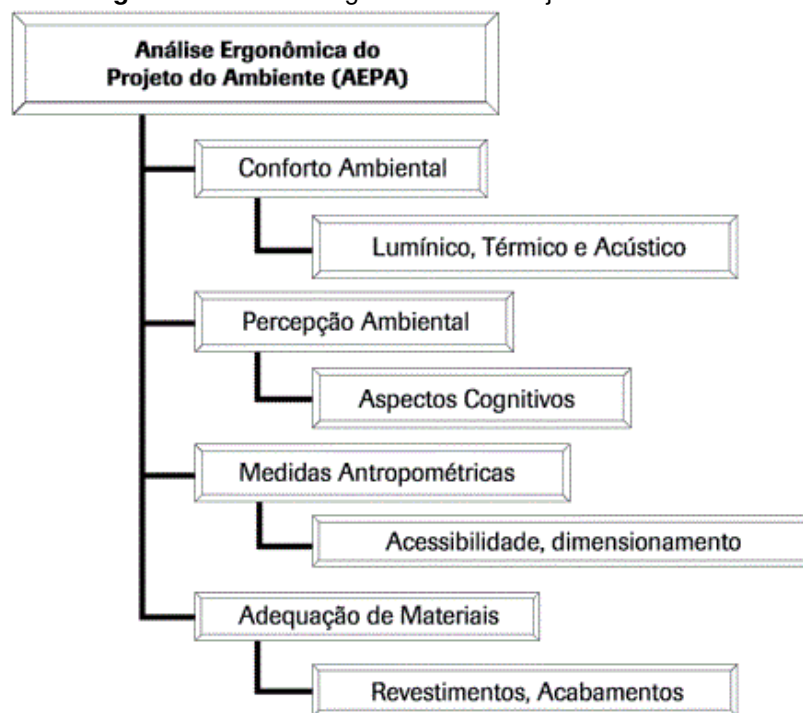 Análise Ergonômica do
Projeto do Ambiente (AEPA)
Conforto Ambiental
Lumínico, Térmico e Acústico
Percepção Ambiental
Aspectos Cognitivos
Medidas Antropométricas
Acessibilidade, dimensionamento
Adequação de Materiais
Revestimentos, Acabamentos